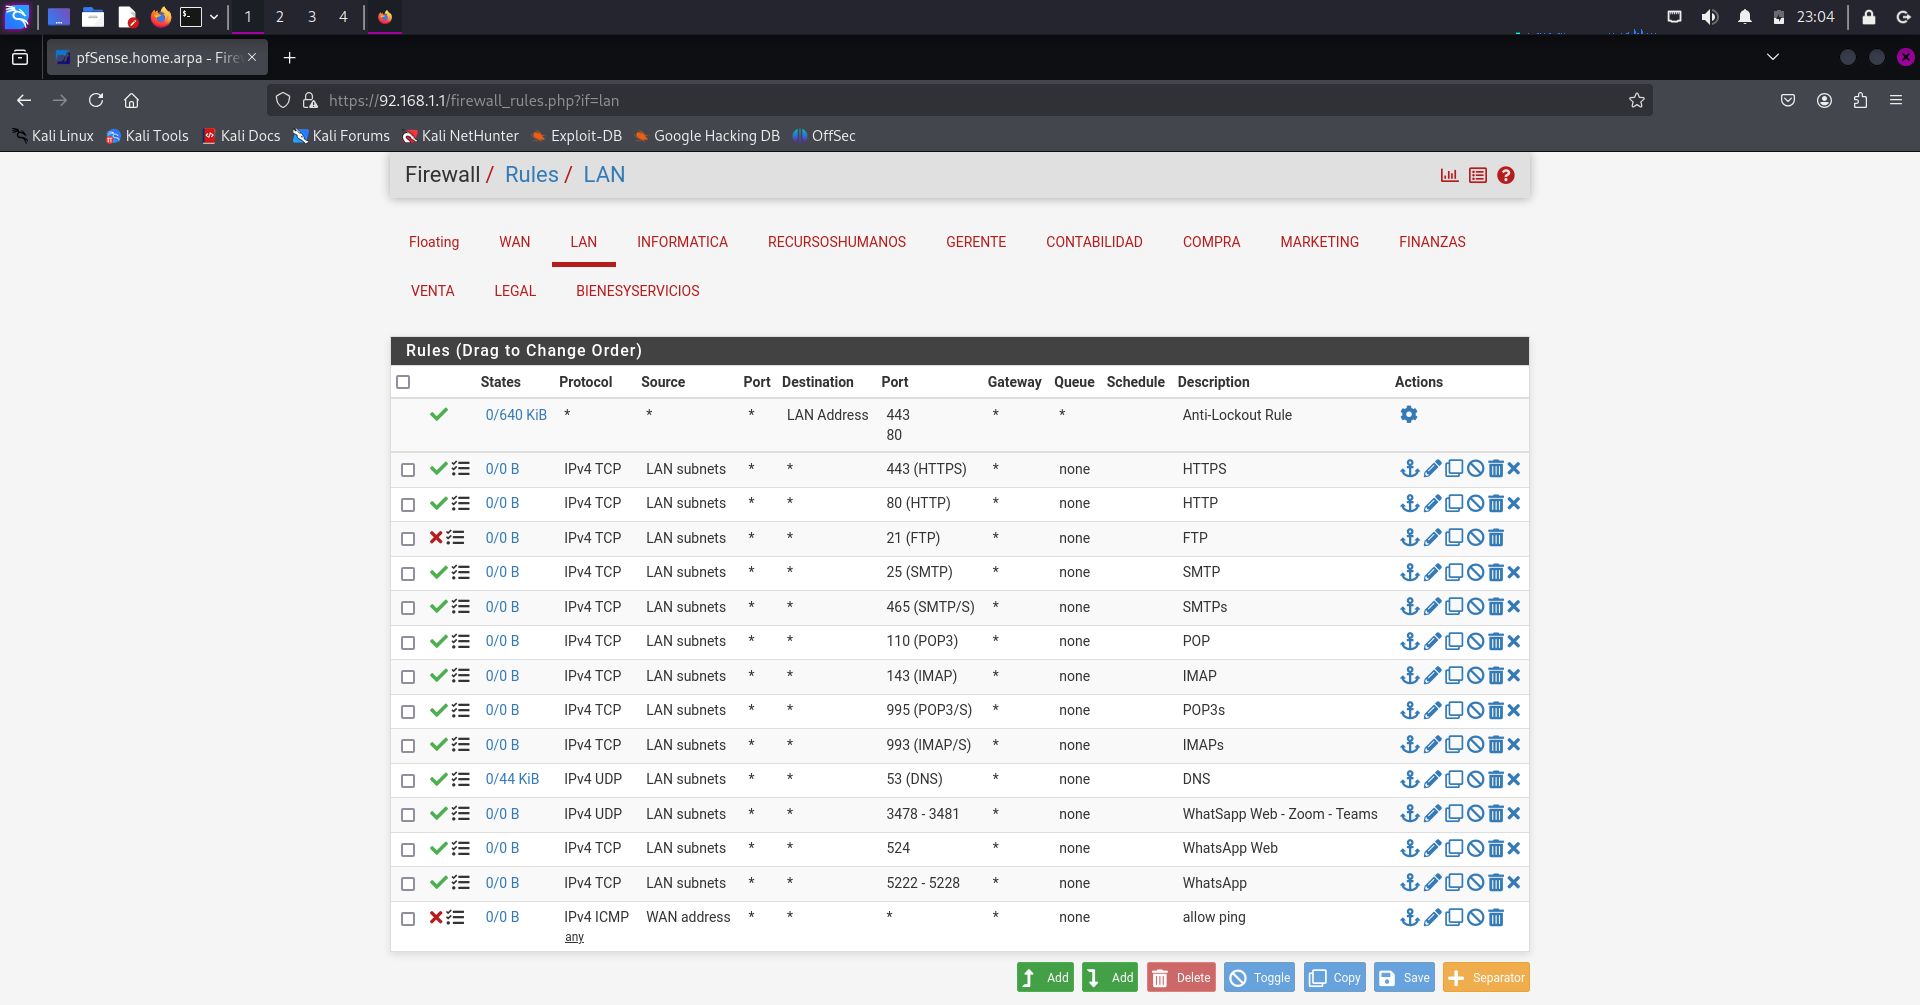 1 2 3 4 23:04
pfSense.home.arpa - Fire
https://92.168.1.1/firewall_rules.php?if=lan
Kali Linux Kali Tools Kali Docs Kali Forums Kali NetHunter Exploit-DB Google Hacking DB OffSec
Firewall / Rules / LAN
Floating WAN LAN INFORMATICA RECURSOSHUMANOS GERENTE CONTABILIDAD COMPRA MARKETING FINANZAS
VENTA LEGAL BIENESYSERVICIOS
Rules (Drag to Change Order)
States Protocol Source Port Destination Port Gateway Queue Schedule Description Actions
0/640 KiB * * * LAN Address 443 * * Anti-Lockout Rule
80
0/0 B IPv4 TCP LAN subnets * * 443 (HTTPS) * none HTTPS
0/0 B IPv4 TCP LAN subnets * * 80 (HTTP) * none HTTP
0/0 B IPv4 TCP LAN subnets * * 21 (FTP) * none FTP
0/0 B IPv4 TCP LAN subnets * * 25 (SMTP) * none SMTP
0/0 B IPv4 TCP LAN subnets * * 465 (SMTP/S) * none SMTPs
0/0 B IPv4 TCP LAN subnets * * 110 (POP3) * none POP
0/0 B IPv4 TCP LAN subnets * * 143 (IMAP) * none IMAP
0/0 B IPv4 TCP LAN subnets * * 995 (POP3/S) * none POP3s
0/0 B IPv4 TCP LAN subnets * * 993 (IMAP/S) * none IMAPs
0/44 KiB IPv4 UDP LAN subnets * * 53 (DNS) * none DNS
0/0 B IPv4 UDP LAN subnets * * 3478 - 3481 * none WhatSapp Web - Zoom - Teams
0/0 B IPv4 TCP LAN subnets * * 524 * none WhatsApp Web
0/0 B IPv4 TCP LAN subnets * * 5222 - 5228 * none WhatsApp
0/0 B IPv4 ICMP WAN address * * * * none allow ping
any
Add Add Delete Toggle Copy Save Separator